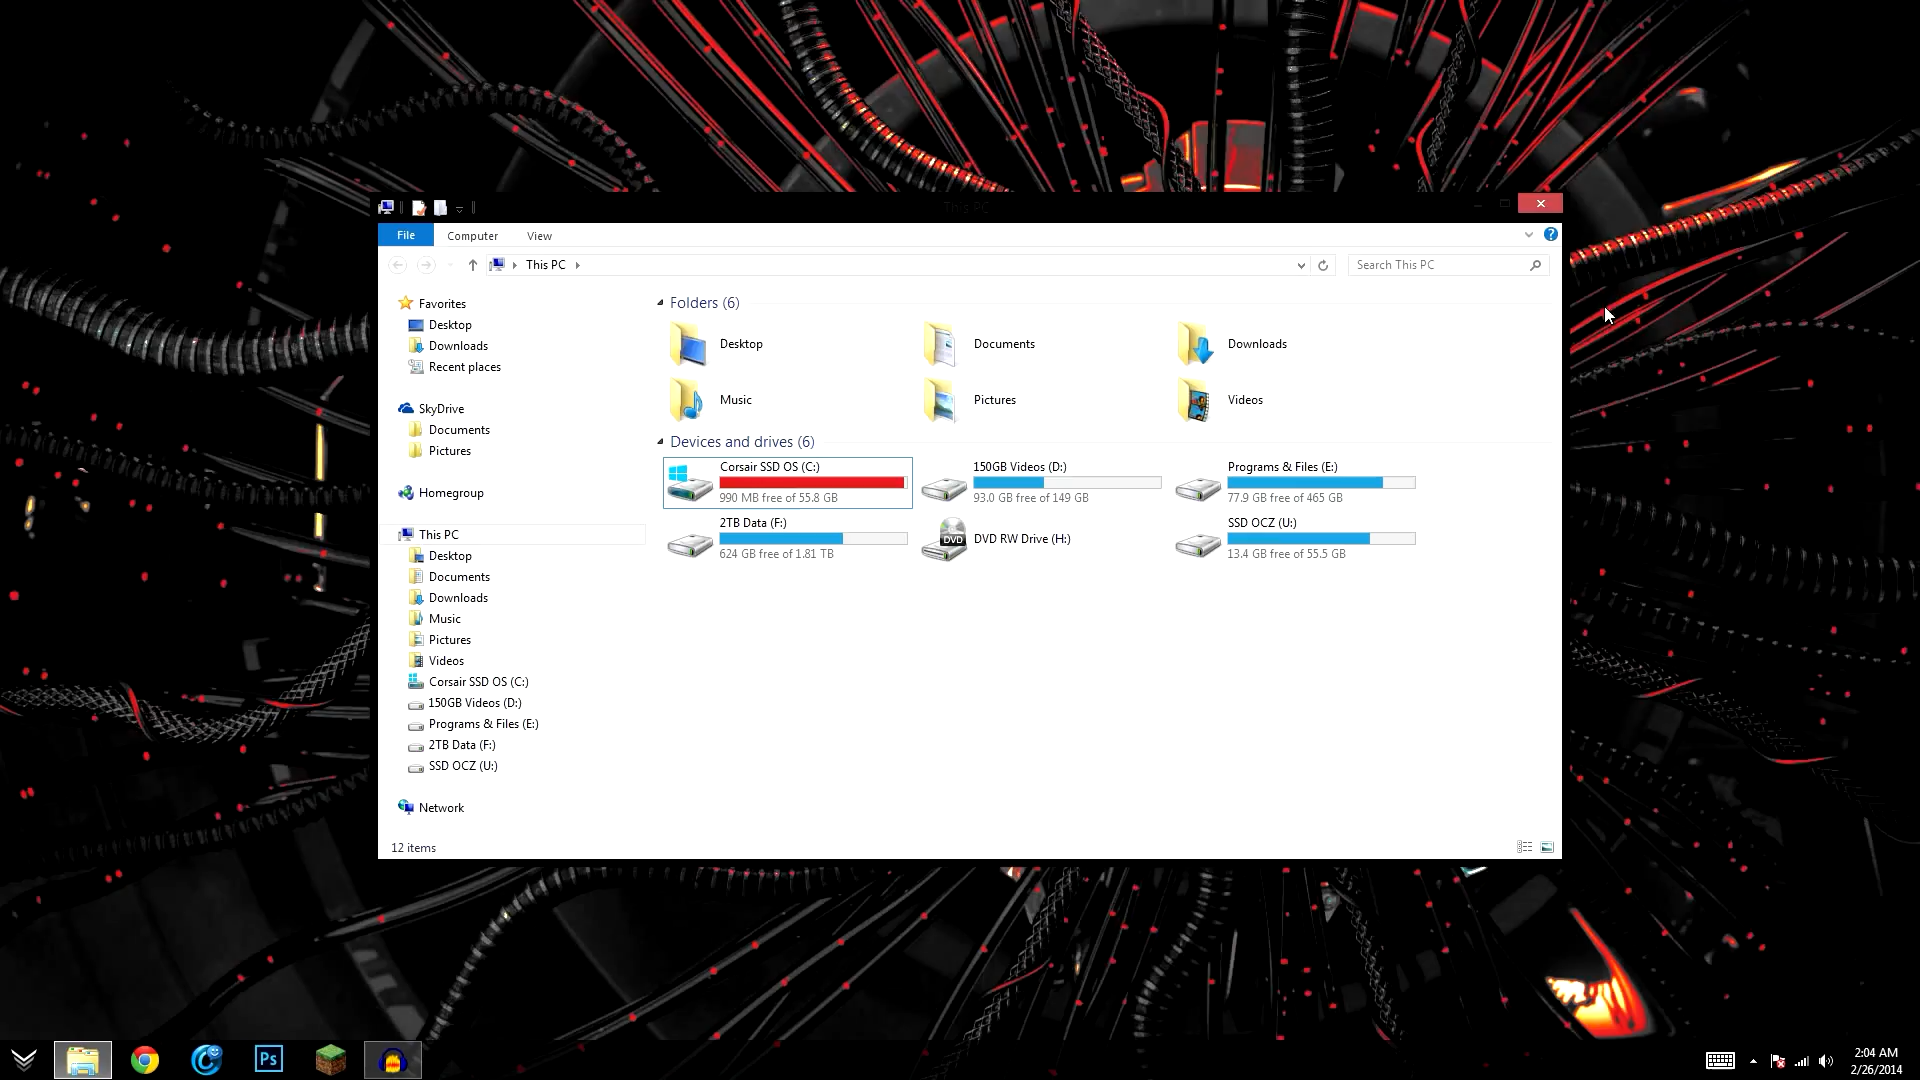 This PC
File
Computer
View
This PC
Search This PC
Favorites
Desktop
Downloads
Recent places
SkyDrive
Documents
Pictures
Homegroup
This PC
Desktop
Documents
Downloads
Music
Pictures
Videos
Corsair SSD OS (C:)
150GB Videos (D:)
Programs & Files (E:)
2TB Data (F:)
SSD OCZ (U:)
Network
Folders (6)
Desktop
Documents
Downloads
Music
Pictures
Videos
Devices and drives (6)
Corsair SSD OS (C:)
990 MB free of 55.8 GB
150GB Videos (D:)
93.0 GB free of 149 GB
Programs & Files (E:)
77.9 GB free of 465 GB
2TB Data (F:)
624 GB free of 1.81 TB
DVD
DVD RW Drive (H:)
SSD OCZ (U:)
13.4 GB free of 55.5 GB
12 items
Ps
2:04 AM
2/26/2014